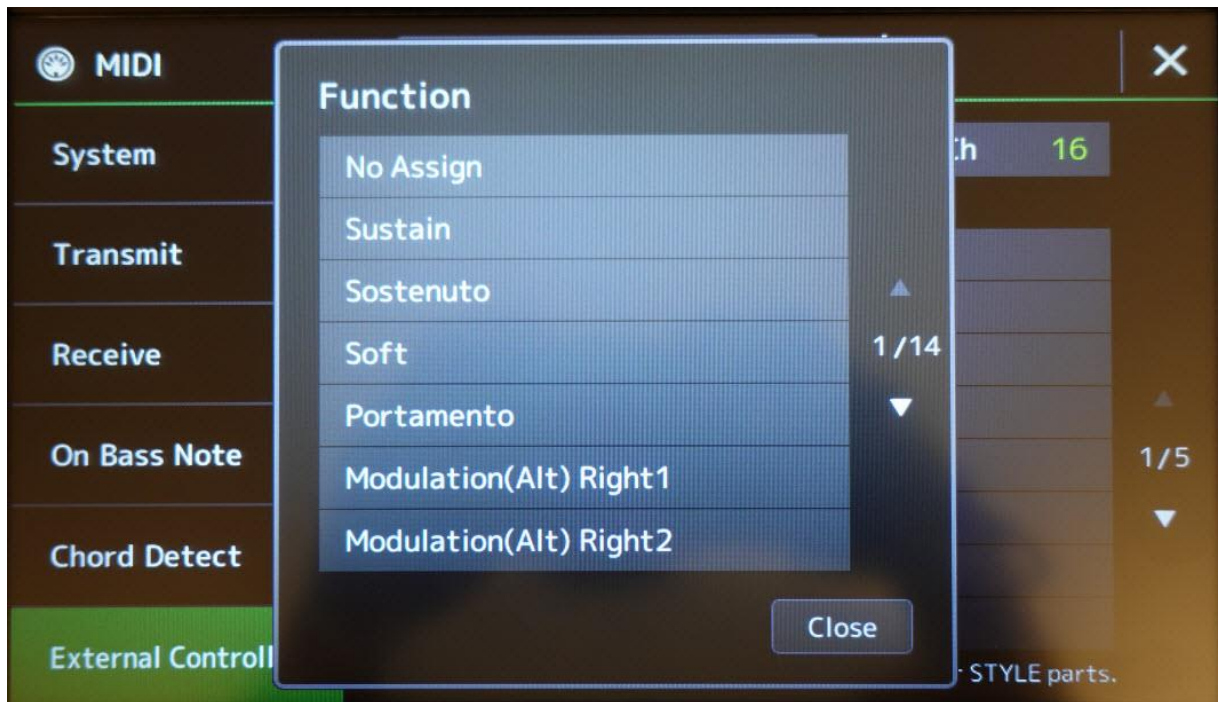 MIDI
System
Transmit
Receive
On Bass Note
Chord Detect
External Controll
Function
No Assign
Sustain
Sostenuto
Soft
Portamento
Modulation(Alt) Right1
Modulation(Alt) Right2
1/14
Close
16
1/5
STYLE parts.